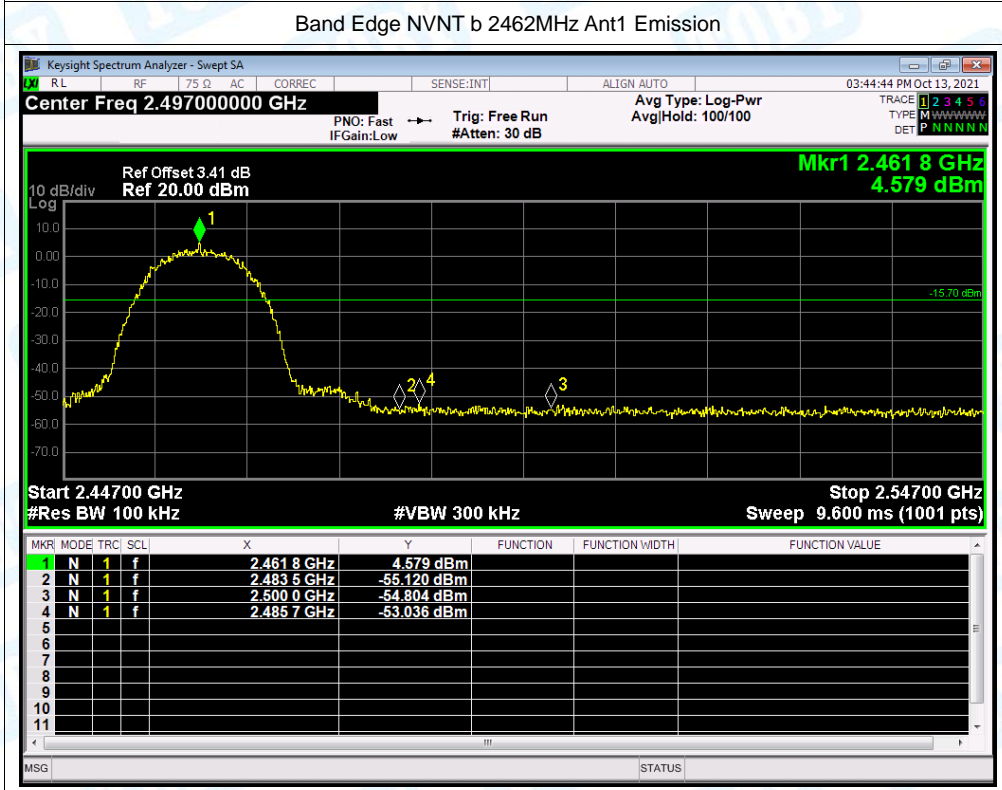 Band Edge NVNT b 2462MHz Ant1 Emission
Keysight Spectrum Analyzer - Swept SA
LXI RL RF 75 Ω AC CORREC SENSE:INT ALIGN AUTO 03:44:44 PM Oct 13, 2021
Center Freq 2.497000000 GHz Avg Type: Log-Pwr TRACE 1 2 3 4 5 6
PNO: Fast Trig: Free Run Avg|Hold: 100/100 TYPE M WWWWW
IFGain:Low #Atten: 30 dB DET P N N N N N
Mkr1 2.461 8 GHz
Ref Offset 3.41 dB
4.579 dBm
10 dB/div Ref 20.00 dBm
Log
1
10.0
0.00
-10.0
-15.70 dBm
-20.0
-30.0
-40.0
2 4 3
-50.0
-60.0
-70.0
Start 2.44700 GHz Stop 2.54700 GHz
#Res BW 100 kHz #VBW 300 kHz Sweep 9.600 ms (1001 pts)
MKR MODE TRC SCL X Y FUNCTION FUNCTION WIDTH FUNCTION VALUE
1 N 1 f 2.461 8 GHz 4.579 dBm
2 N 1 f 2.483 5 GHz -55.120 dBm
3 N 1 f 2.500 0 GHz -54.804 dBm
4 N 1 f 2.485 7 GHz -53.036 dBm
5
6
7
8
9
10
11
MSG STATUS